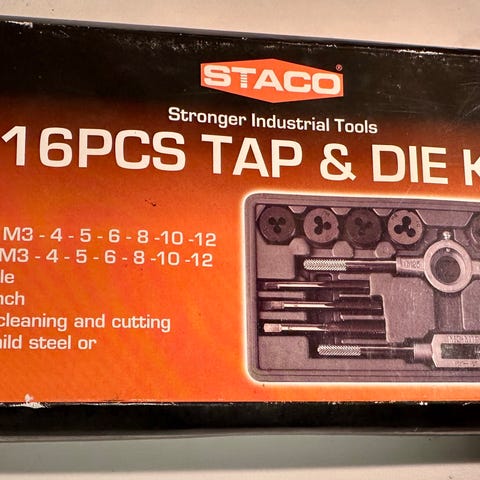 STACO®
Stronger Industrial Tools
16PCS TAP & DIE K
M3 - 4 - 5 - 6 - 8 -10 -12
M3 - 4 - 5 - 6 - 8 -10 -12
le
nch
cleaning and cutting
mild steel or